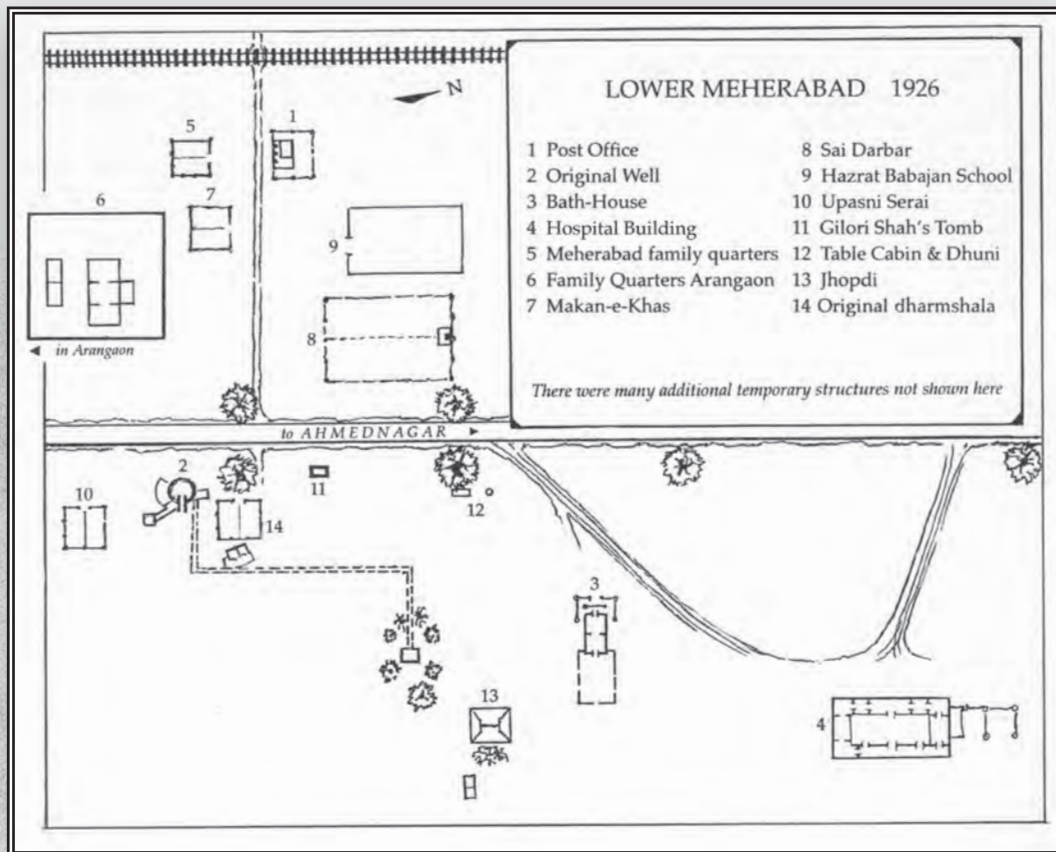 LOWER MEHERABAD 1926
1 Post Office
2 Original Well
3 Bath-House
4 Hospital Building
5 Meherabad family quarters
6 Family Quarters Arangaon
7 Makan-e-Khas
8 Sai Darbar
9 Hazrat Babajan School
10 Upasni Serai
11 Gilori Shah's Tomb
12 Table Cabin & Dhuni
13 Jhopdi
14 Original dharmshala
There were many additional temporary structures not shown here
N
1
5
6
7
9
8
in Arangaon
to AHMEDNAGAR
2
10
11
12
14
3
13
4